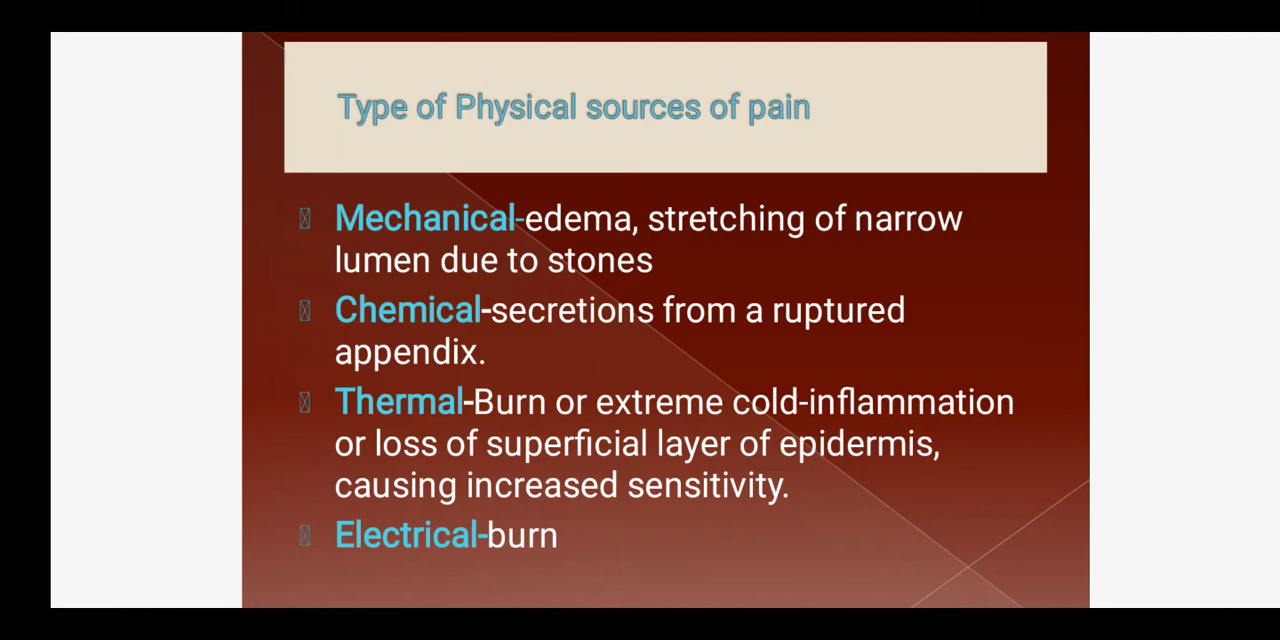 Type of Physical sources of pain
Mechanical-edema, stretching of narrow
lumen due to stones
Chemical-secretions from a ruptured
appendix.
Thermal-Burn or extreme cold-inflammation
or loss of superficial layer of epidermis,
causing increased sensitivity.
Electrical-burn